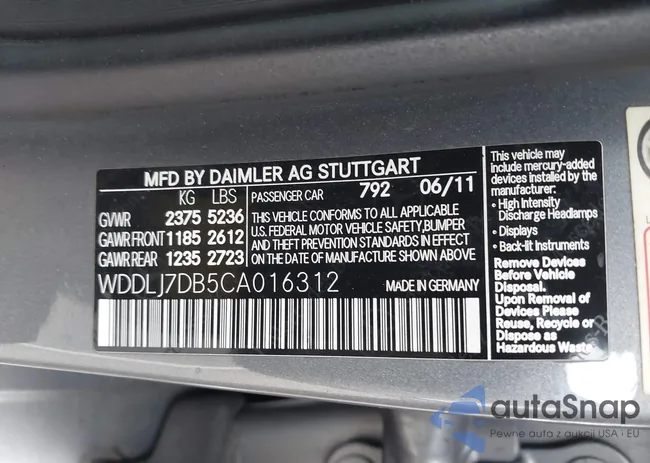 MFD BY DAIMLER AG STUTTGART
KG LBS
GVWR 2375 5236
GAWR FRONT 1185 2612
GAWR REAR 1235 2723
PASSENGER CAR 792 06/11
THIS VEHICLE CONFORMS TO ALL APPLICABLE
U.S. FEDERAL MOTOR VEHICLE SAFETY,BUMPER
AND THEFT PREVENTION STANDARDS IN EFFECT
ON THE DATE OF MANUFACTURE SHOWN ABOVE
WDDLJ7DB5CA016312
MADE IN GERMANY
This vehicle may
include mercury-added
devices installed by the
manufacturer:
• High Intensity
Discharge Headlamps
• Displays
• Back-lit Instruments
Remove Devices
Before Vehicle
Disposal.
Upon Removal of
Devices Please
Reuse, Recycle or
Dispose as
Hazardous Waste
autaSnap
Pewne auta z aukcji USA i EU